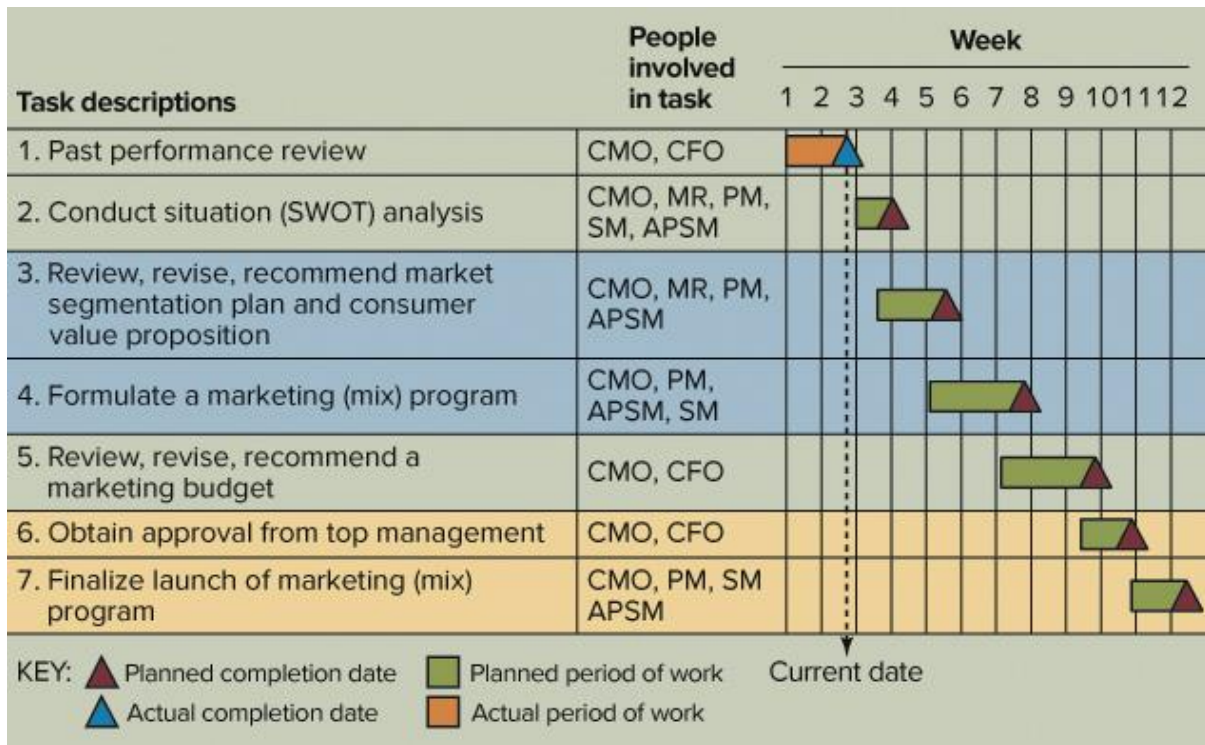 People
involved
in task
Week
Task descriptions
1 2 3 4 5 6 7 8 9 10 11 12
1. Past performance review
CMO, CFO
2. Conduct situation (SWOT) analysis
CMO, MR, PM,
SM, APSM
3. Review, revise, recommend market
segmentation plan and consumer
value proposition
CMO, MR, PM,
APSM
4. Formulate a marketing (mix) program
CMO, PM,
APSM, SM
5. Review, revise, recommend a
marketing budget
CMO, CFO
6. Obtain approval from top management
CMO, CFO
7. Finalize launch of marketing (mix)
program
CMO, PM, SM
APSM
KEY:
Planned completion date
Planned period of work
Current date
Actual completion date
Actual period of work